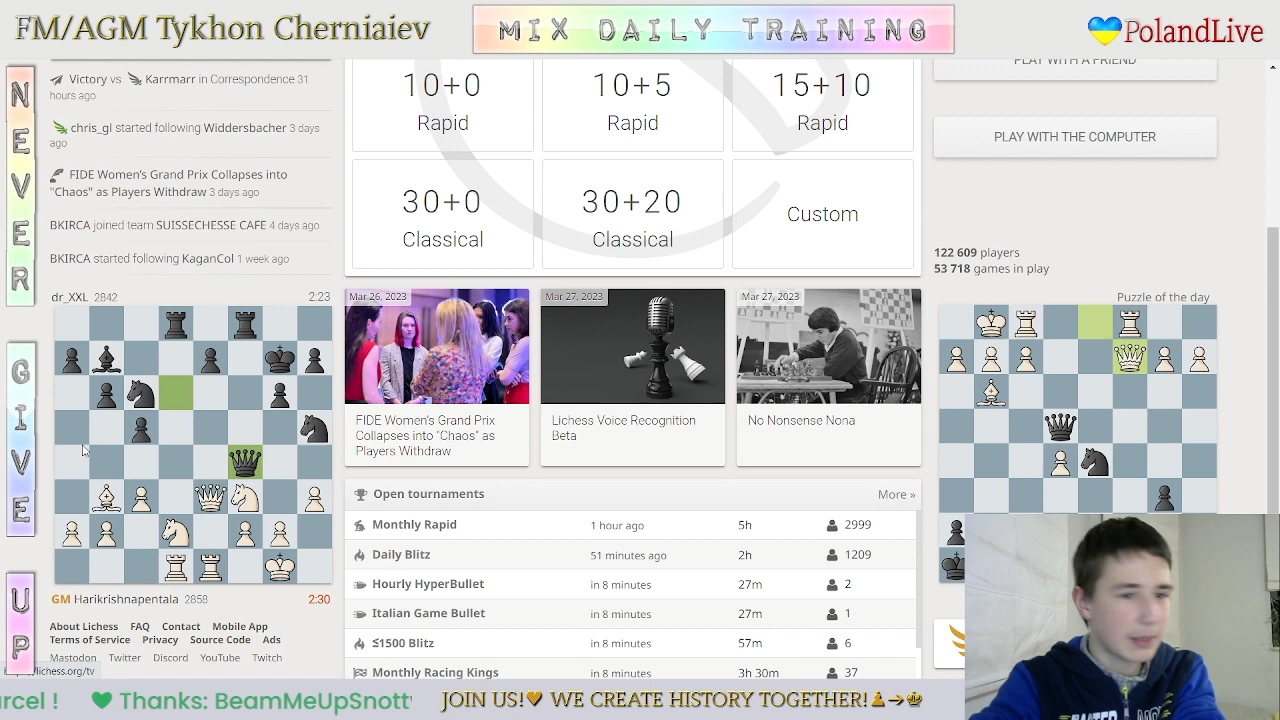 FM/AGM Tykhon Cherniaiev
MIX DAILY TRAINING
PolandLive
NEVER
GIVE
UP
Victory vs Karrmarr in Correspondence 31
hours ago
chris_gl started following Widdersbacher 3 days
ago
FIDE Women's Grand Prix Collapses into
"Chaos" as Players Withdraw 3 days ago
BKIRCA joined team SUISSECHESSE CAFE 4 days ago
BKIRCA started following KaganCol 1 week ago
dr_XXL 2842 2:23
GM Harikrishnapentala 2858 2:30
About Lichess FAQ Contact Mobile App
Terms of Service Privacy Source Code Ads
Mastodon Twitter Discord YouTube Twitch
lichess.org/tv
10+0
Rapid
10+5
Rapid
15+10
Rapid
30+0
Classical
30+20
Classical
Custom
Mar 26, 2023
FIDE Women's Grand Prix
Collapses into "Chaos" as
Players Withdraw
Mar 27, 2023
Lichess Voice Recognition
Beta
Mar 27, 2023
No Nonsense Nona
Open tournaments More »
Monthly Rapid 1 hour ago 5h 2999
Daily Blitz 51 minutes ago 2h 1209
Hourly HyperBullet in 8 minutes 27m 2
Italian Game Bullet in 8 minutes 27m 1
≤1500 Blitz in 8 minutes 57m 6
Monthly Racing Kings in 8 minutes 3h 30m 37
PLAY WITH A FRIEND
PLAY WITH THE COMPUTER
122 609 players
53 718 games in play
Puzzle of the day
arcel ! Thanks: BeamMeUpSnott
JOIN US! WE CREATE HISTORY TOGETHER!